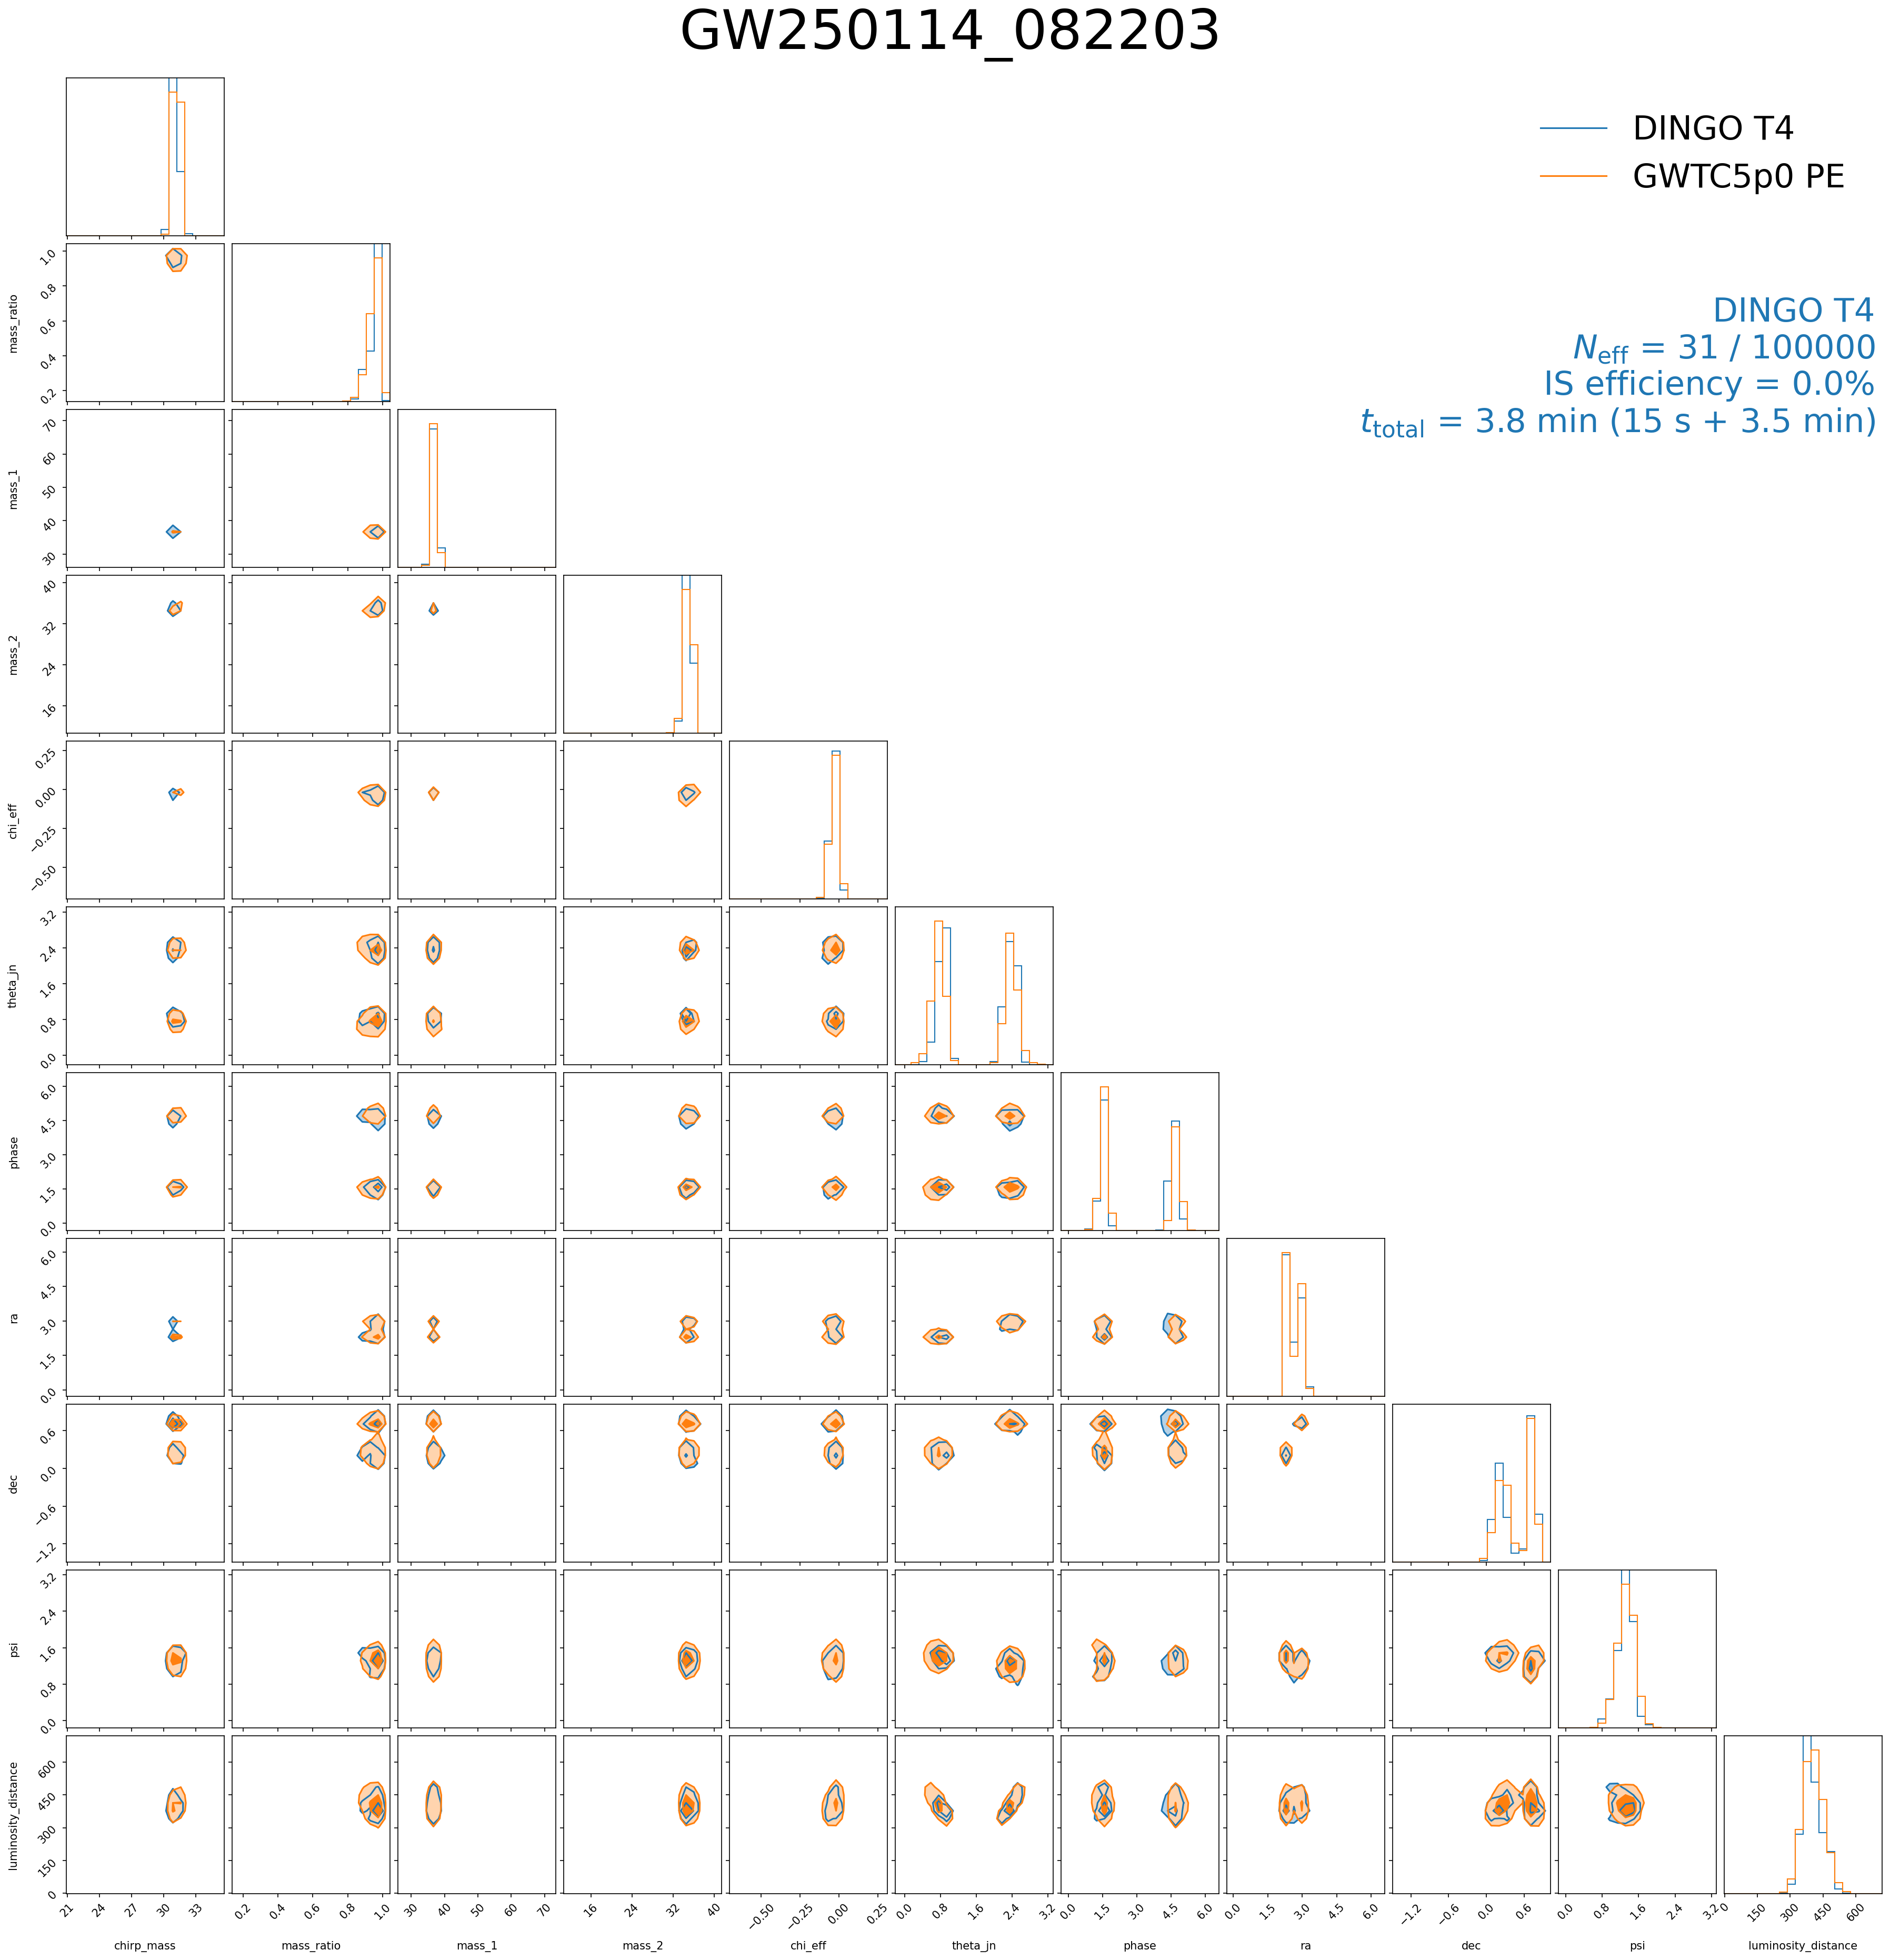 GW250114_082203
DINGO T4
GWTC5p0 PE
DINGO T4
N_eff = 31 / 100000
IS efficiency = 0.0%
t_total = 3.8 min (15 s + 3.5 min)
mass_ratio
1.0
0.8
0.6
0.4
0.2
mass_1
70
60
50
40
30
mass_2
40
32
24
16
chi_eff
0.25
0.00
−0.25
−0.50
theta_jn
3.2
2.4
1.6
0.8
0.0
phase
6.0
4.5
3.0
1.5
0.0
ra
6.0
4.5
3.0
1.5
0.0
dec
0.6
0.0
−0.6
−1.2
psi
3.2
2.4
1.6
0.8
0.0
luminosity_distance
600
450
300
150
0
21 24 27 30 33 0.2 0.4 0.6 0.8 1.0 30 40 50 60 70 16 24 32 40 −0.50 −0.25 0.00 0.25 0.0 0.8 1.6 2.4 3.2 0.0 1.5 3.0 4.5 6.0 0.0 1.5 3.0 4.5 6.0 −1.2 −0.6 0.0 0.6 0.0 0.8 1.6 2.4 3.2 0 150 300 450 600
chirp_mass mass_ratio mass_1 mass_2 chi_eff theta_jn phase ra dec psi luminosity_distance